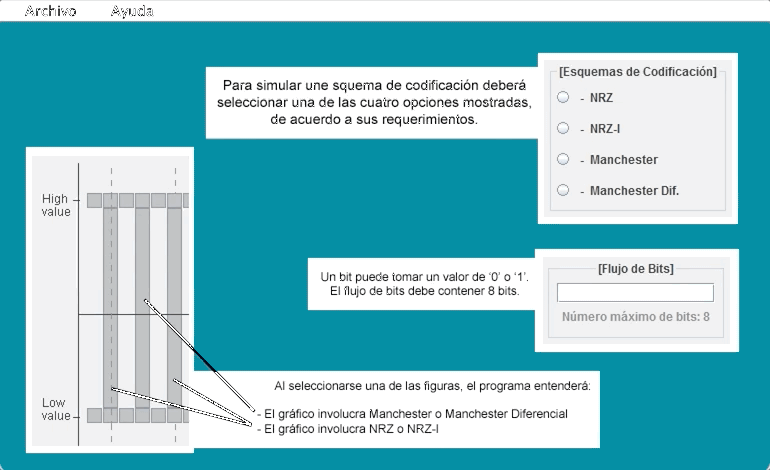 Archivo Ayuda
Para simular une squema de codificación deberá
seleccionar una de las cuatro opciones mostradas,
de acuerdo a sus requerimientos.
[Esquemas de Codificación]
- NRZ
- NRZ-I
- Manchester
- Manchester Dif.
High
value
Low
value
Un bit puede tomar un valor de '0' o '1'.
El flujo de bits debe contener 8 bits.
[Flujo de Bits]
Número máximo de bits: 8
Al seleccionarse una de las figuras, el programa entenderá:
- El gráfico involucra Manchester o Manchester Diferencial
- El gráfico involucra NRZ o NRZ-I